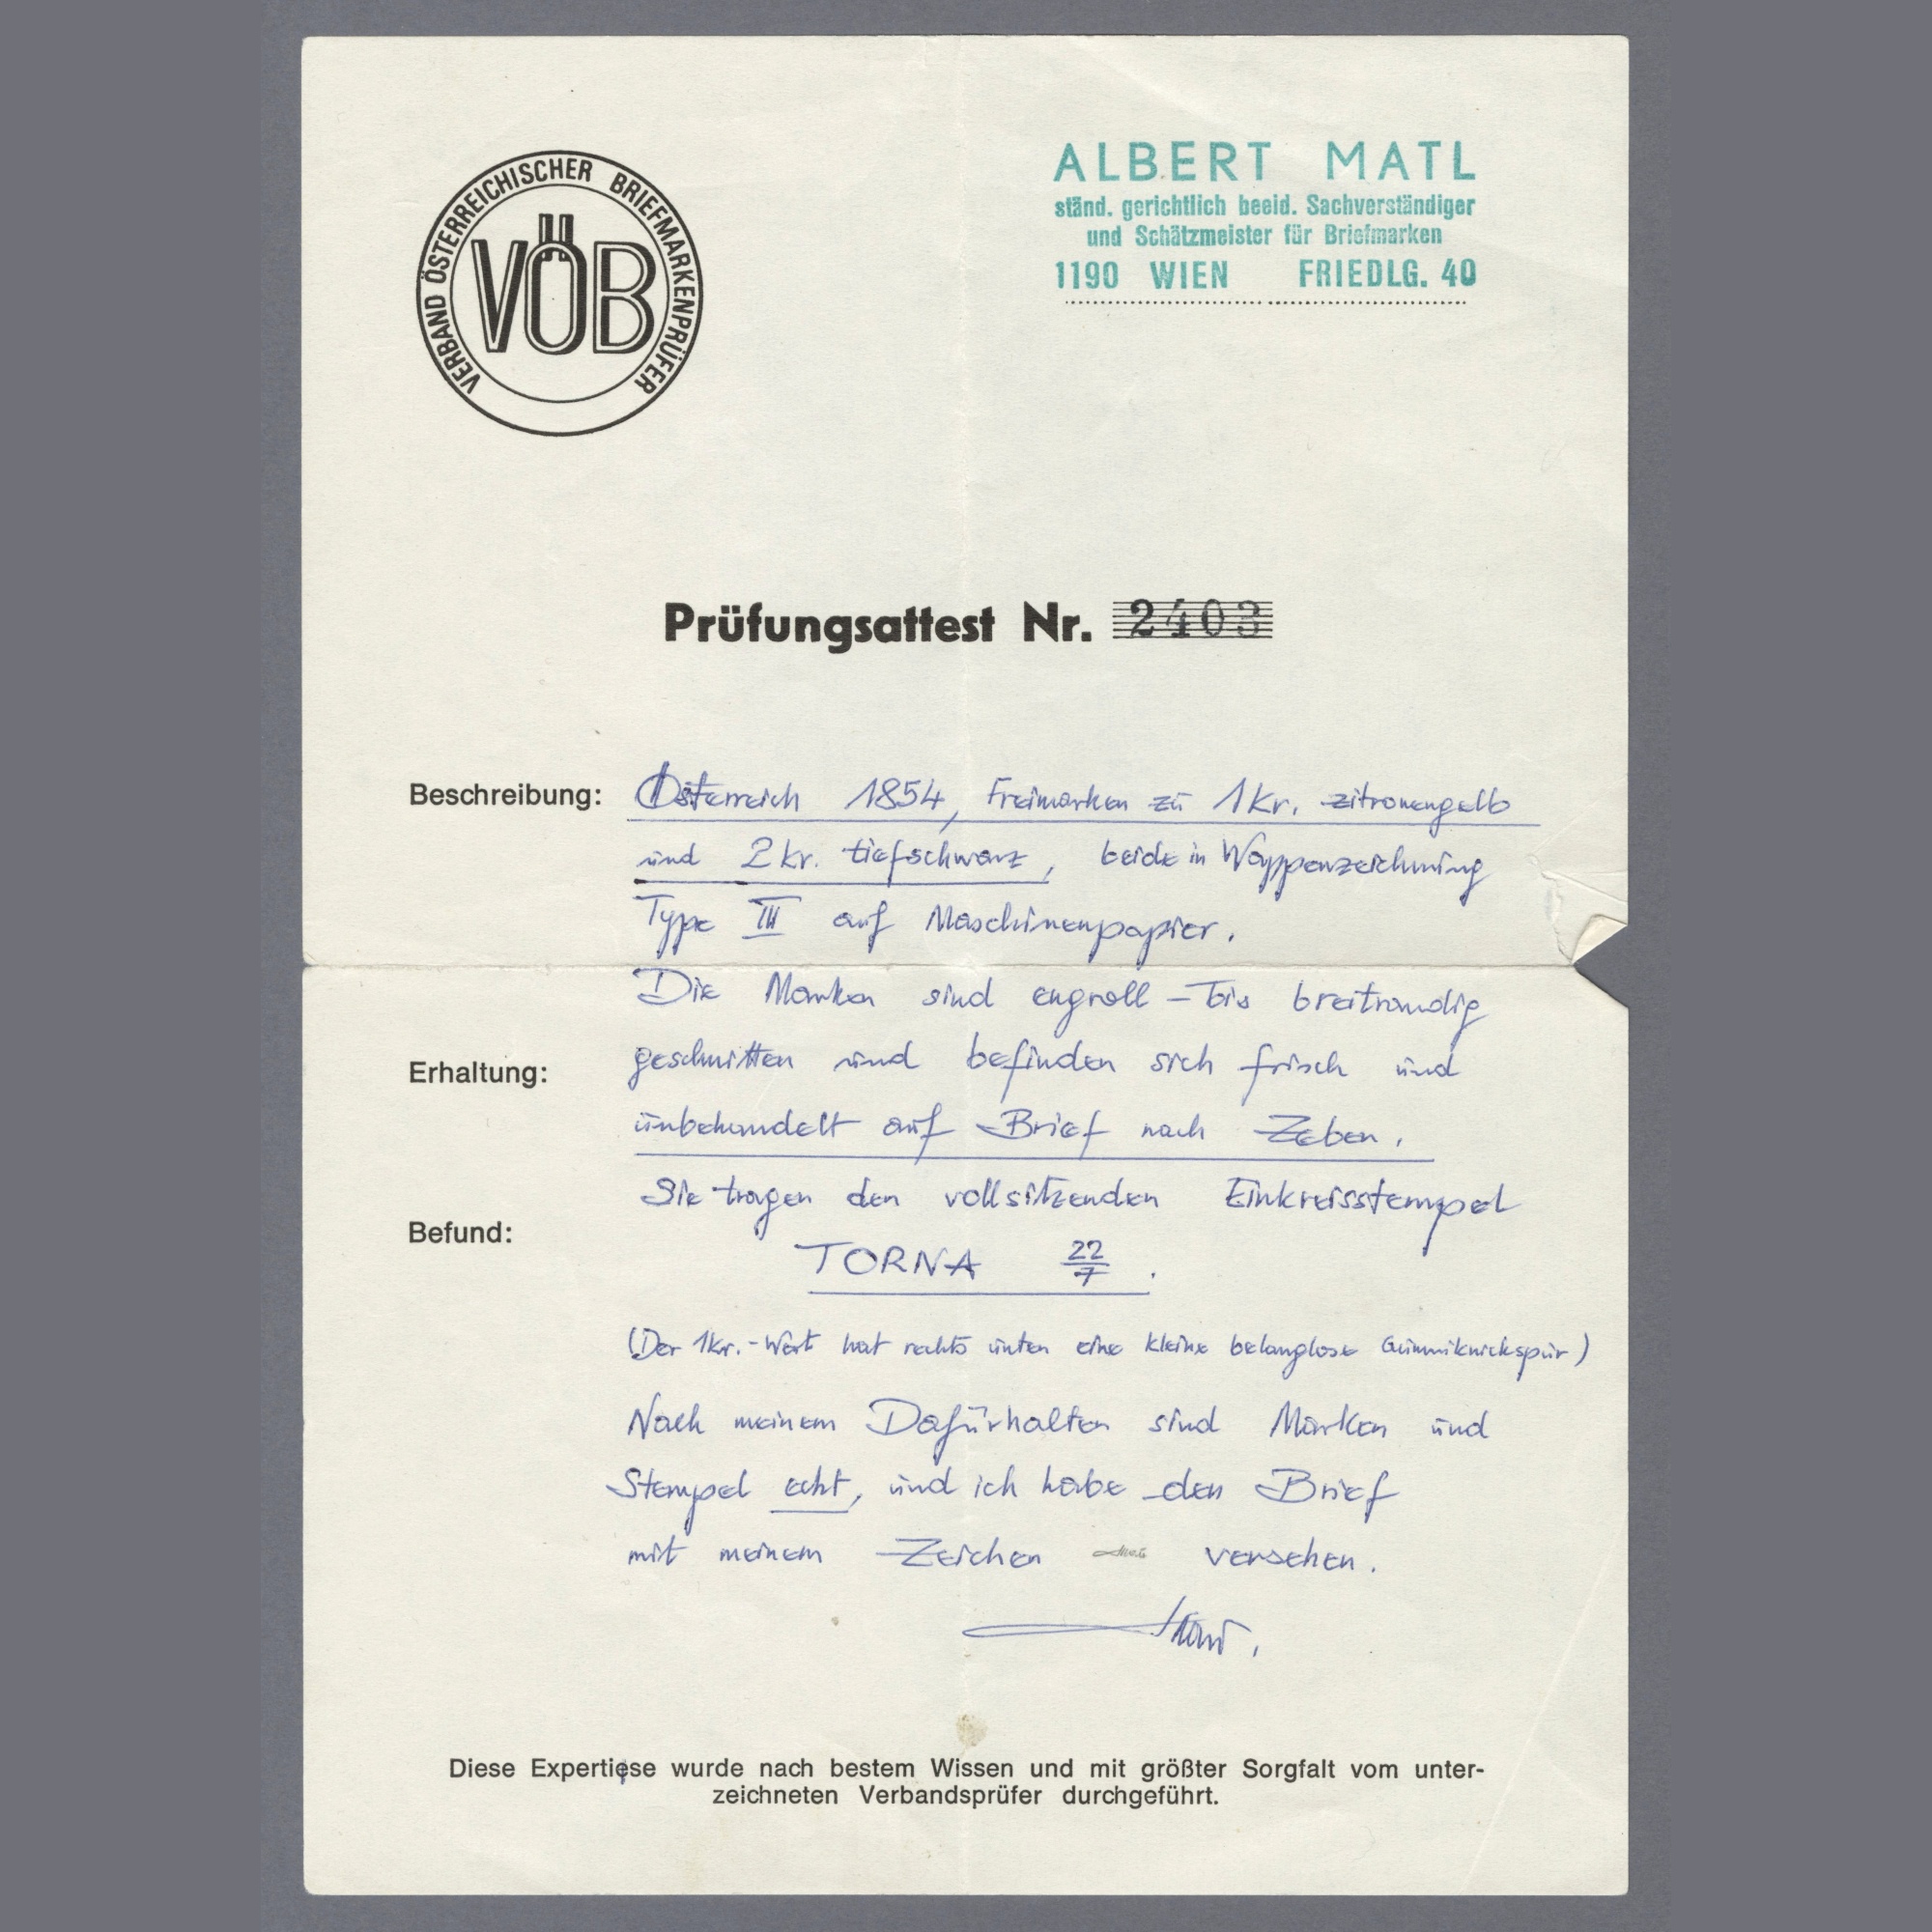 VERBAND ÖSTERREICHISCHER BRIEFMARKENPRÜFER
VÖB
ALBERT MATL
ständ. gerichtlich beeid. Sachverständiger
und Schätzmeister für Briefmarken
1190 WIEN FRIEDLG. 40
Prüfungsattest Nr. 2403
Beschreibung: Österreich 1854, Freimarken zu 1 Kr. zitronengelb
und 2 kr. tiefschwarz, beide in Wappenzeichnung
Type III auf Maschinenpapier.
Die Marken sind engroll - bis breitrandig
Erhaltung: geschnitten und befinden sich frisch und
unbehandelt auf Brief nach Zeben.
Sie tragen den vollsitzenden Einkreisstempel
Befund: TORNA 22/7.
(Der 1kr.-Wert hat rechts unten eine kleine belanglose Gummiknickspur)
Nach meinem Dafürhalten sind Marken und
Stempel echt, und ich habe den Brief
mit meinem Zeichen versehen.
Diese Expertiese wurde nach bestem Wissen und mit größter Sorgfalt vom unter-
zeichneten Verbandsprüfer durchgeführt.